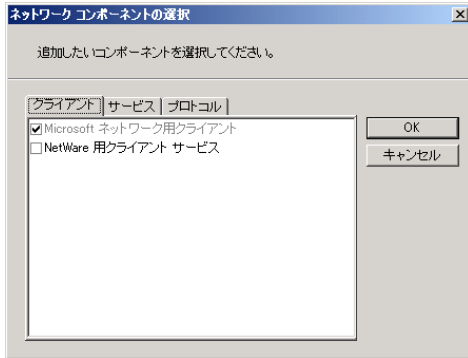 ネットワーク コンポーネントの選択
追加したいコンポーネントを選択してください。
クライアント サービス プロトコル
Microsoft ネットワーク用クライアント
NetWare 用クライアント サービス
OK
キャンセル